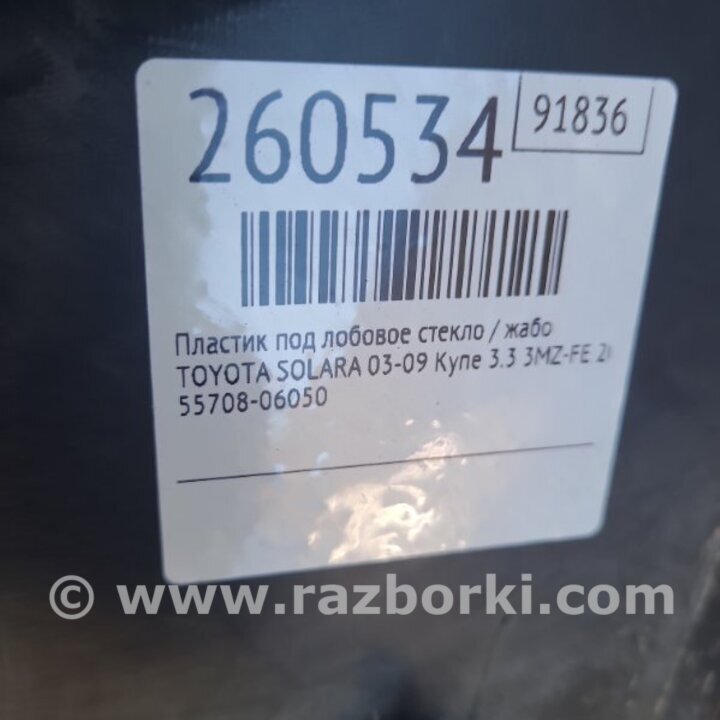 260534
91836
Пластик под лобовое стекло / жабо
TOYOTA SOLARA 03-09 Купе 3.3 3MZ-FE
55708-06050
© www.razborki.com